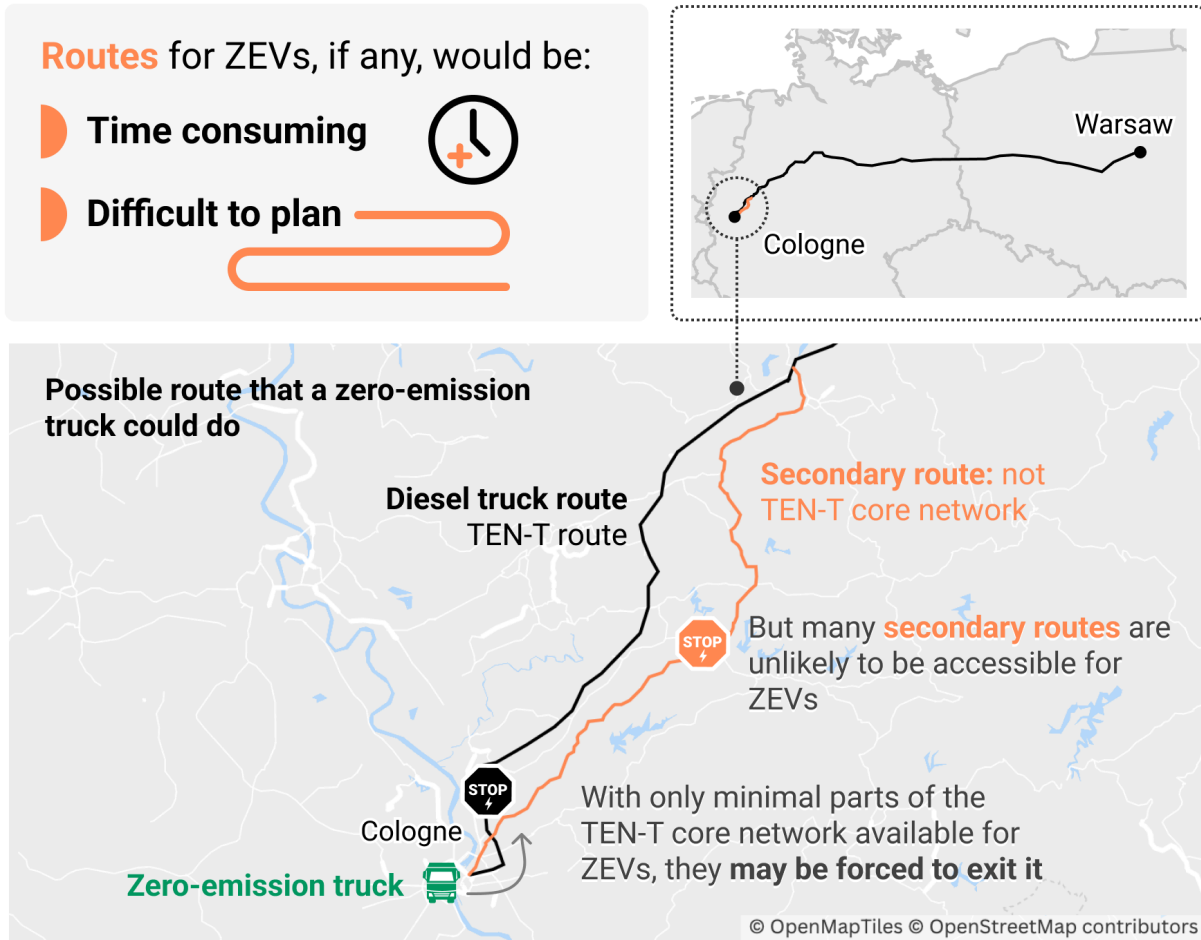 Routes for ZEVs, if any, would be:
Time consuming
Difficult to plan
Warsaw
Cologne
Possible route that a zero-emission
truck could do
Diesel truck route
TEN-T route
Secondary route: not
TEN-T core network
STOP
But many secondary routes are
unlikely to be accessible for
ZEVs
STOP
With only minimal parts of the
TEN-T core network available for
ZEVs, they may be forced to exit it
Cologne
Zero-emission truck
© OpenMapTiles © OpenStreetMap contributors